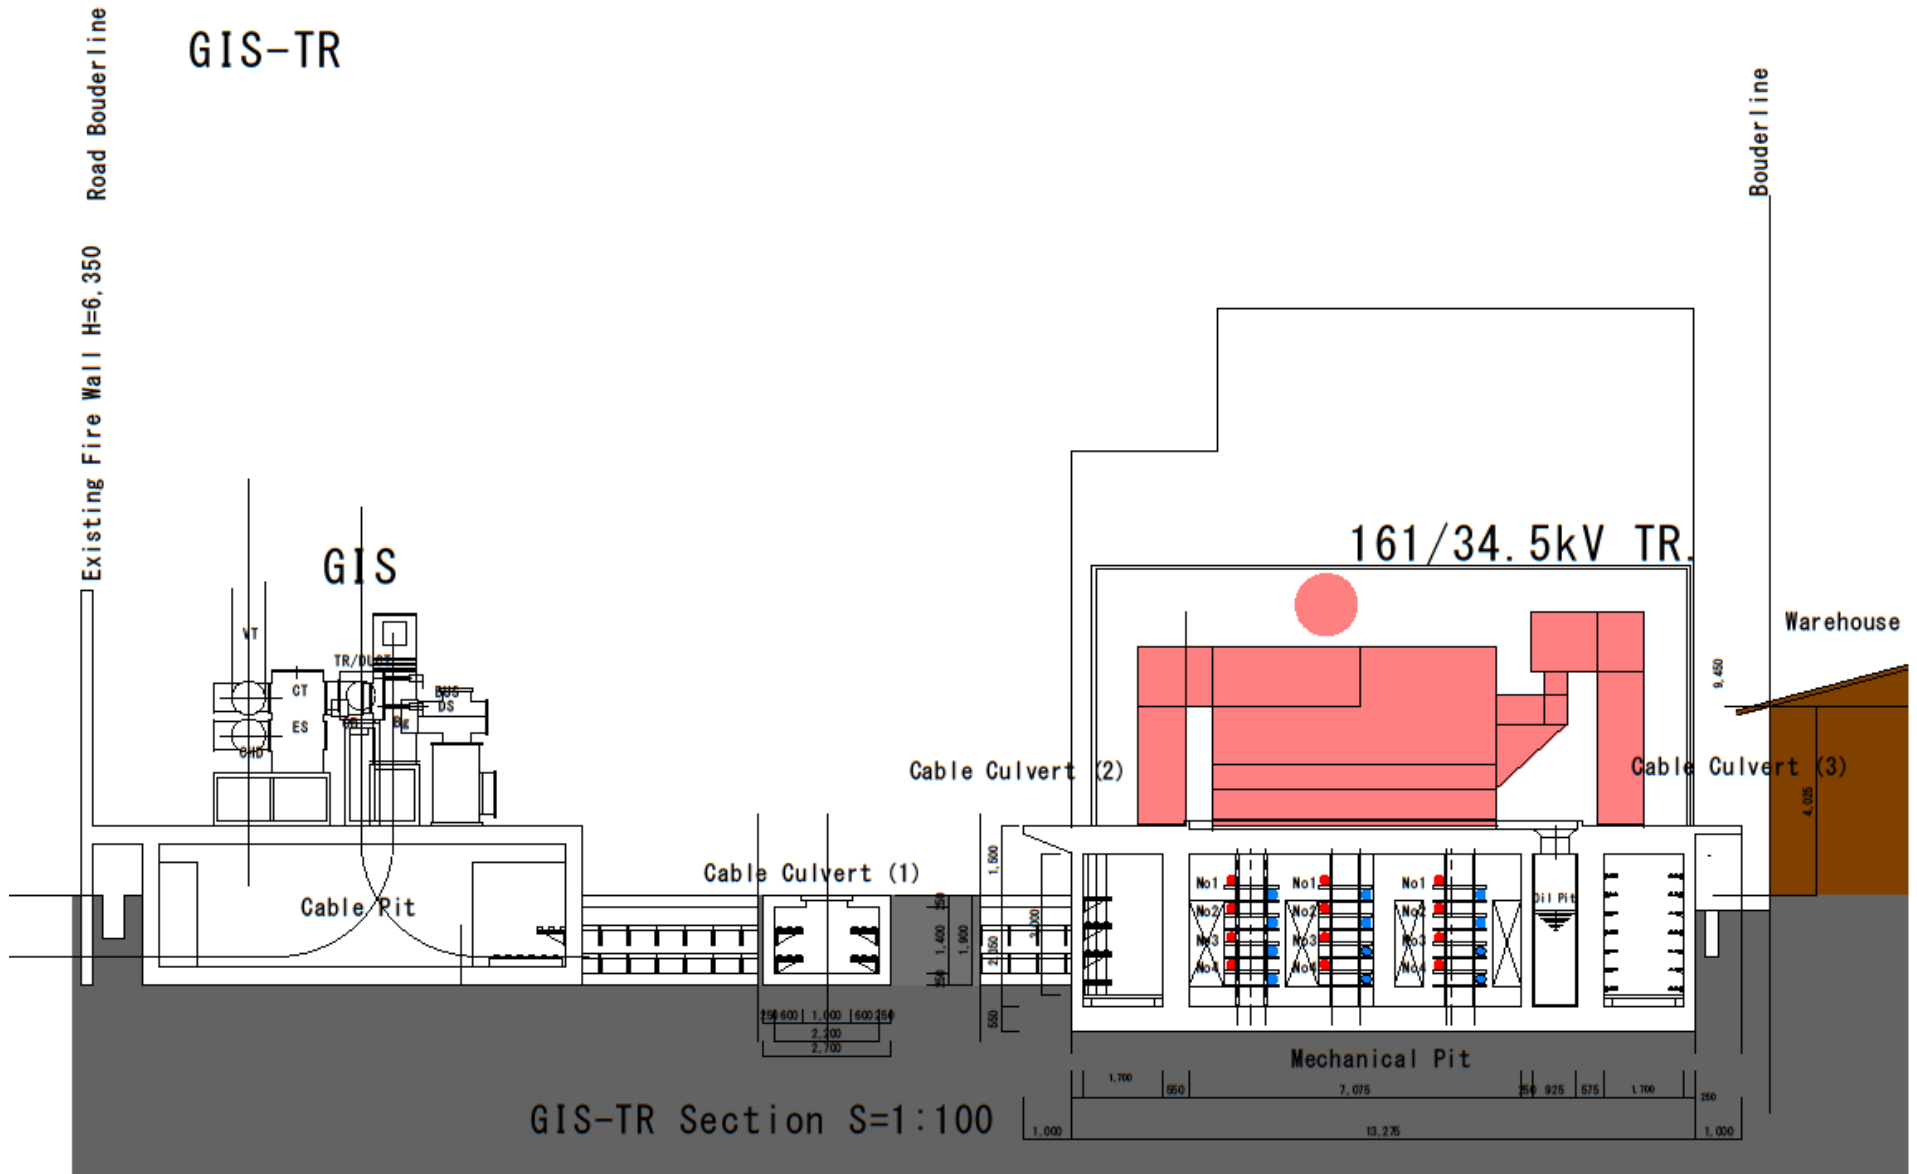 GIS-TR
Road Bouderline
Existing Fire Wall H=6,350
Bouderline
161/34.5kV TR.
GIS
Warehouse
VT
TR/DUCT
CT
BUS
DS
ES
Bg
CHD
9,450
4,025
Cable Culvert (2)
Cable Culvert (3)
Cable Culvert (1)
Cable Pit
250
1,400
1,900
250
1,500
2,350
550
No1
No1
No1
No2
No2
No2
No3
No3
No3
No4
No4
No4
Oil Pit
250 600 1,000 600 250
2,200
2,700
Mechanical Pit
1,700 550 7,075 250 925 575 1,700 250
1,000 13,275 1,000
GIS-TR Section S=1:100